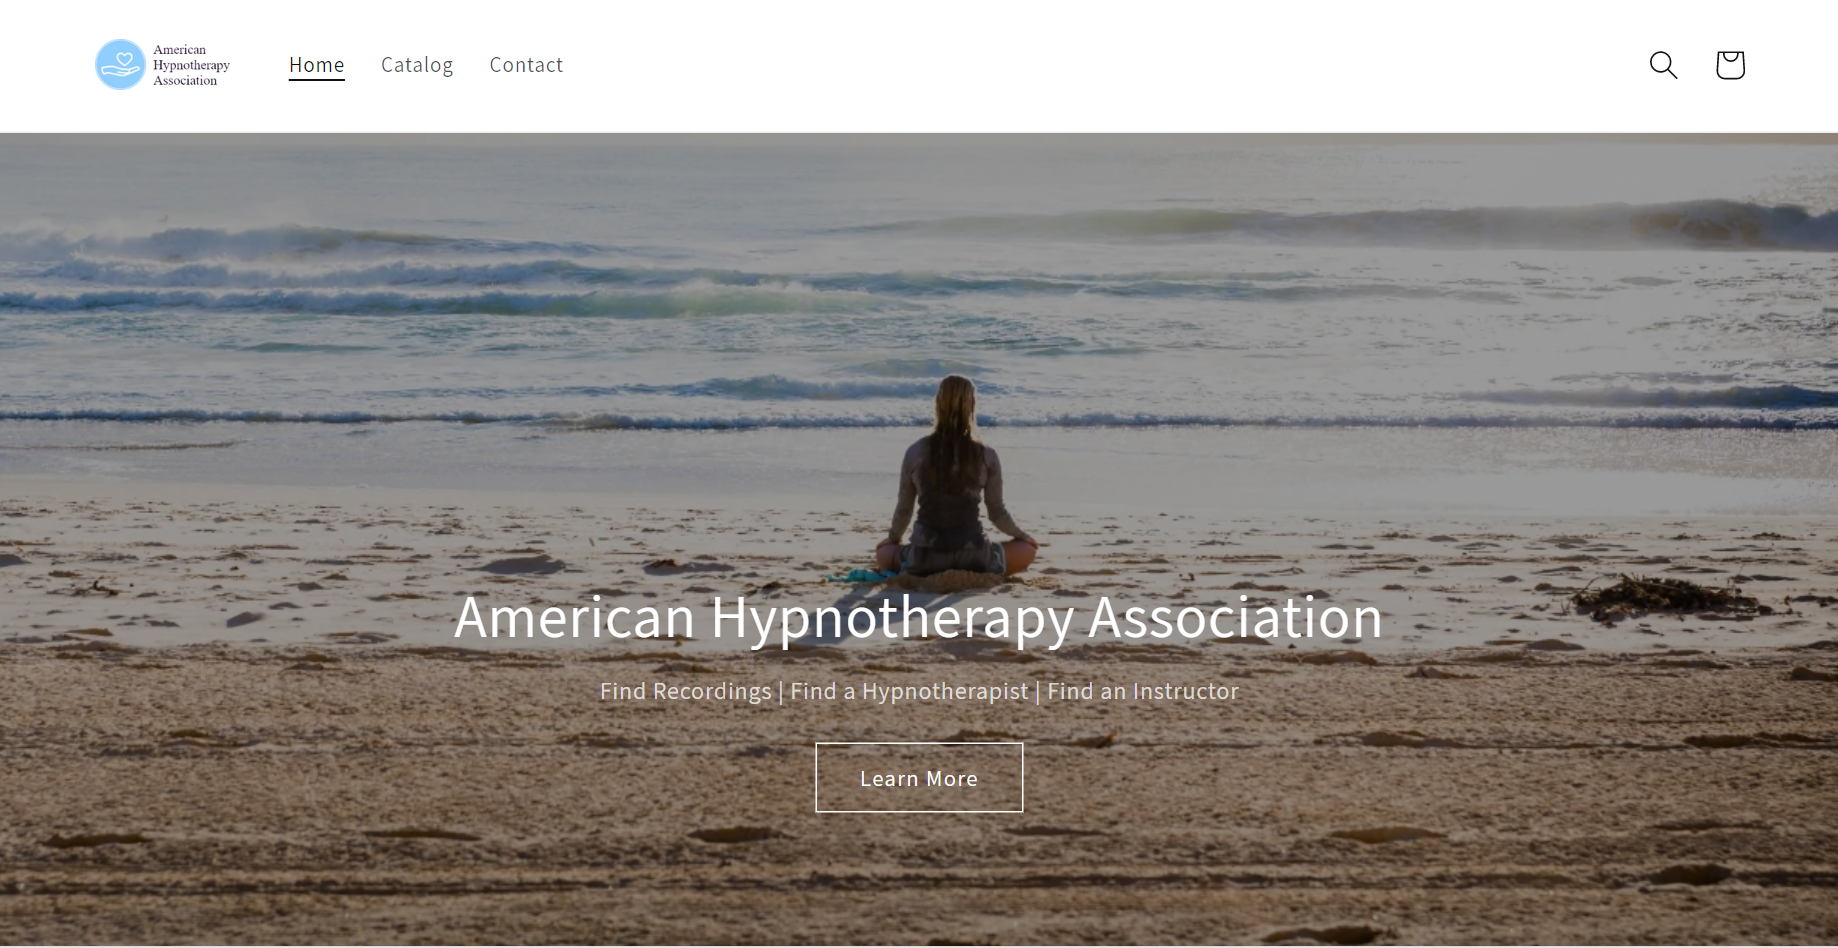 American
Hypnotherapy
Association
Home Catalog Contact
American Hypnotherapy Association
Find Recordings | Find a Hypnotherapist | Find an Instructor
Learn More